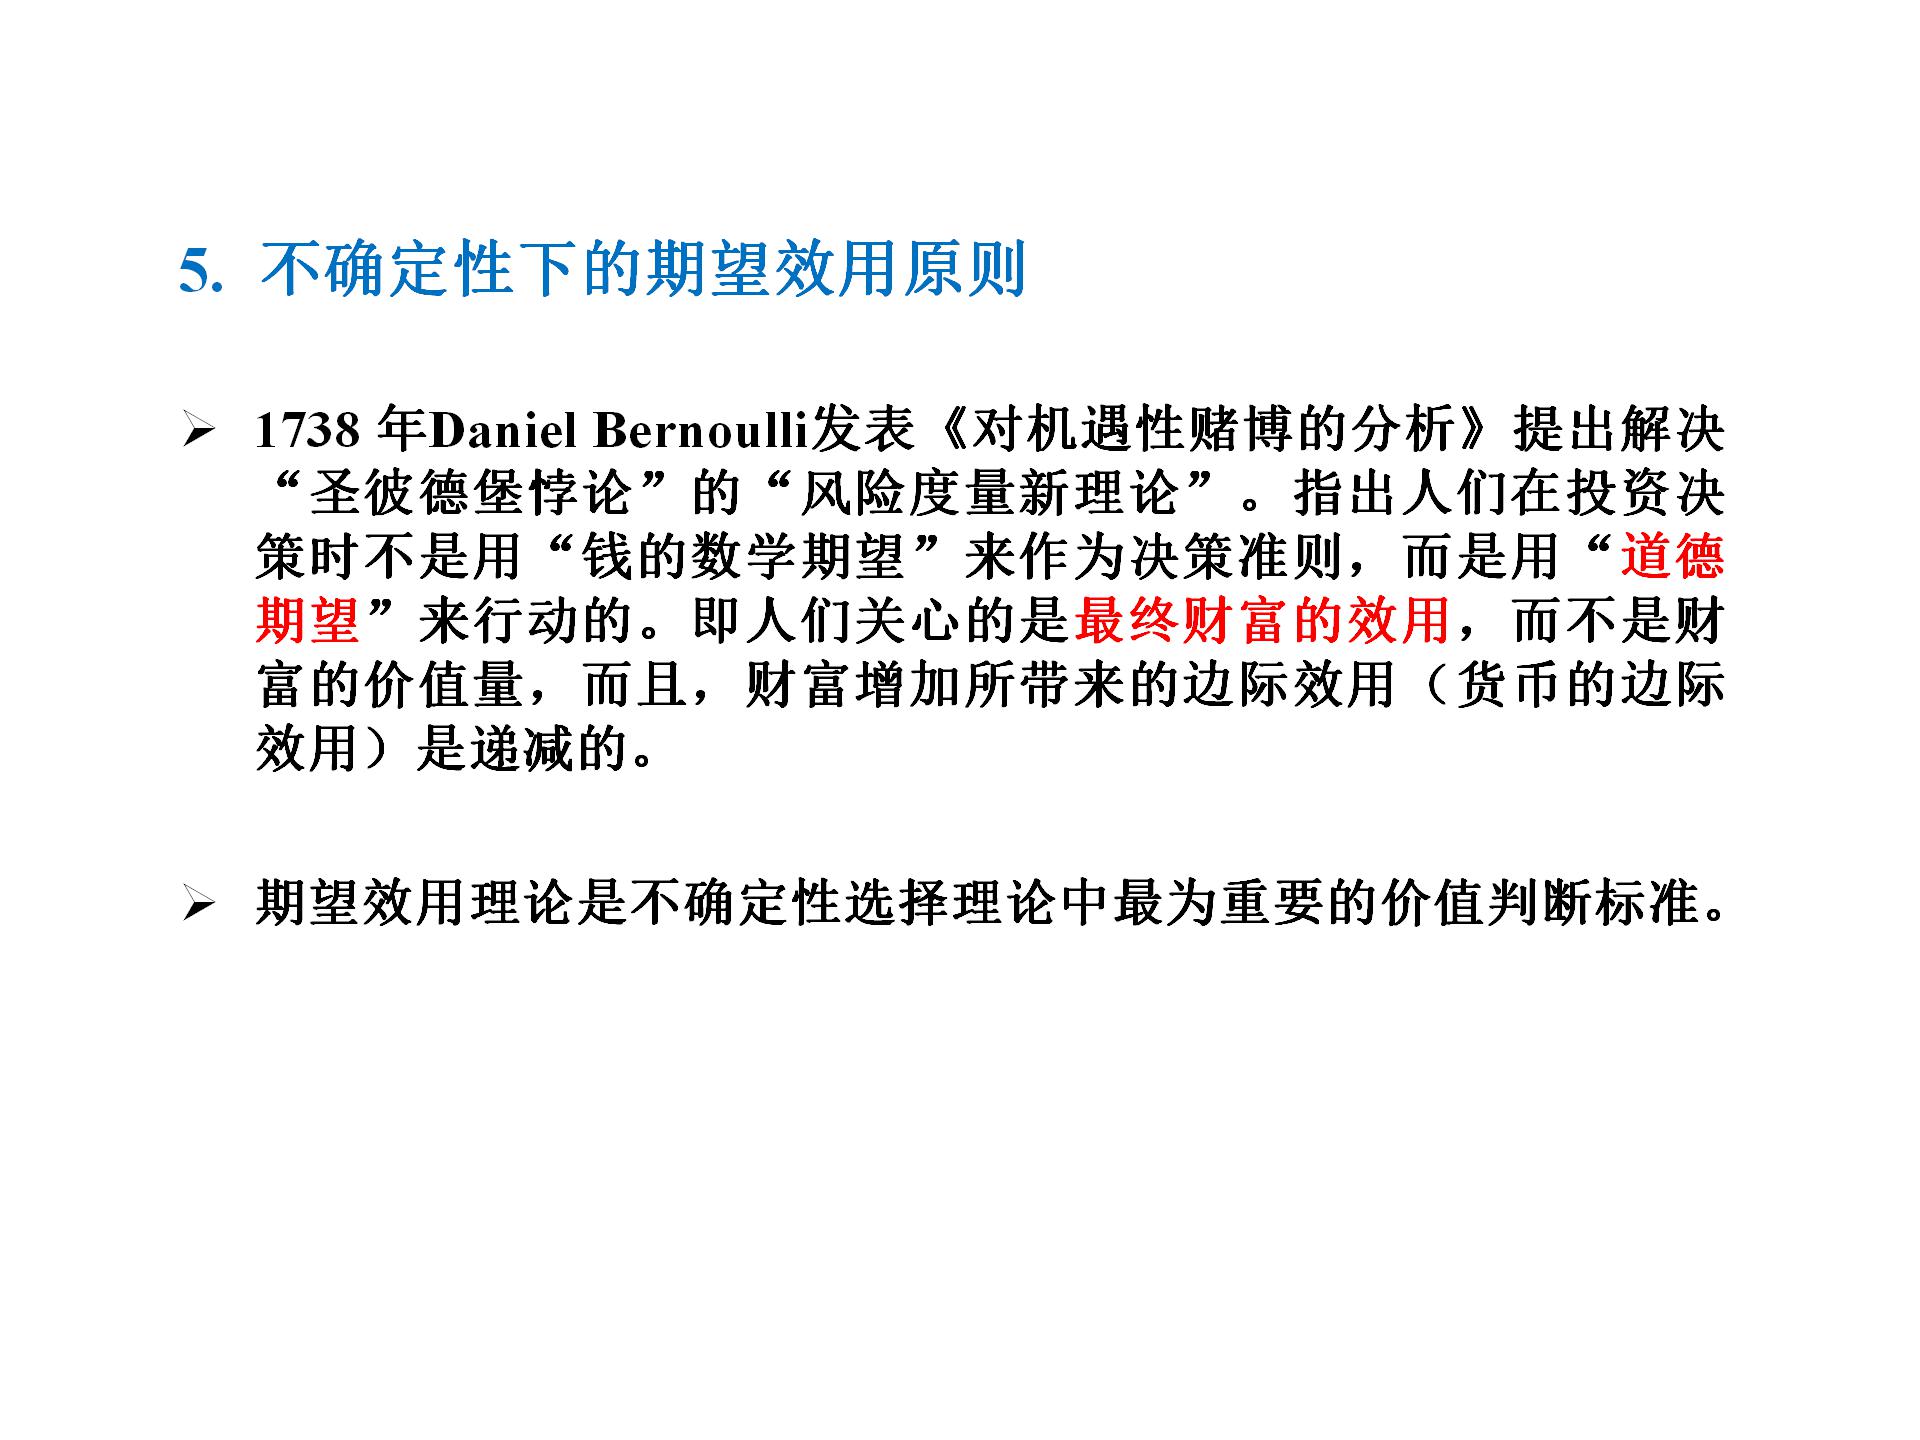 5. 不确定性下的期望效用原则
➢ 1738 年Daniel Bernoulli发表《对机遇性赌博的分析》提出解决
“圣彼德堡悖论”的“风险度量新理论”。指出人们在投资决
策时不是用“钱的数学期望”来作为决策准则，而是用“道德
期望”来行动的。即人们关心的是最终财富的效用，而不是财
富的价值量，而且，财富增加所带来的边际效用（货币的边际
效用）是递减的。
➢ 期望效用理论是不确定性选择理论中最为重要的价值判断标准。